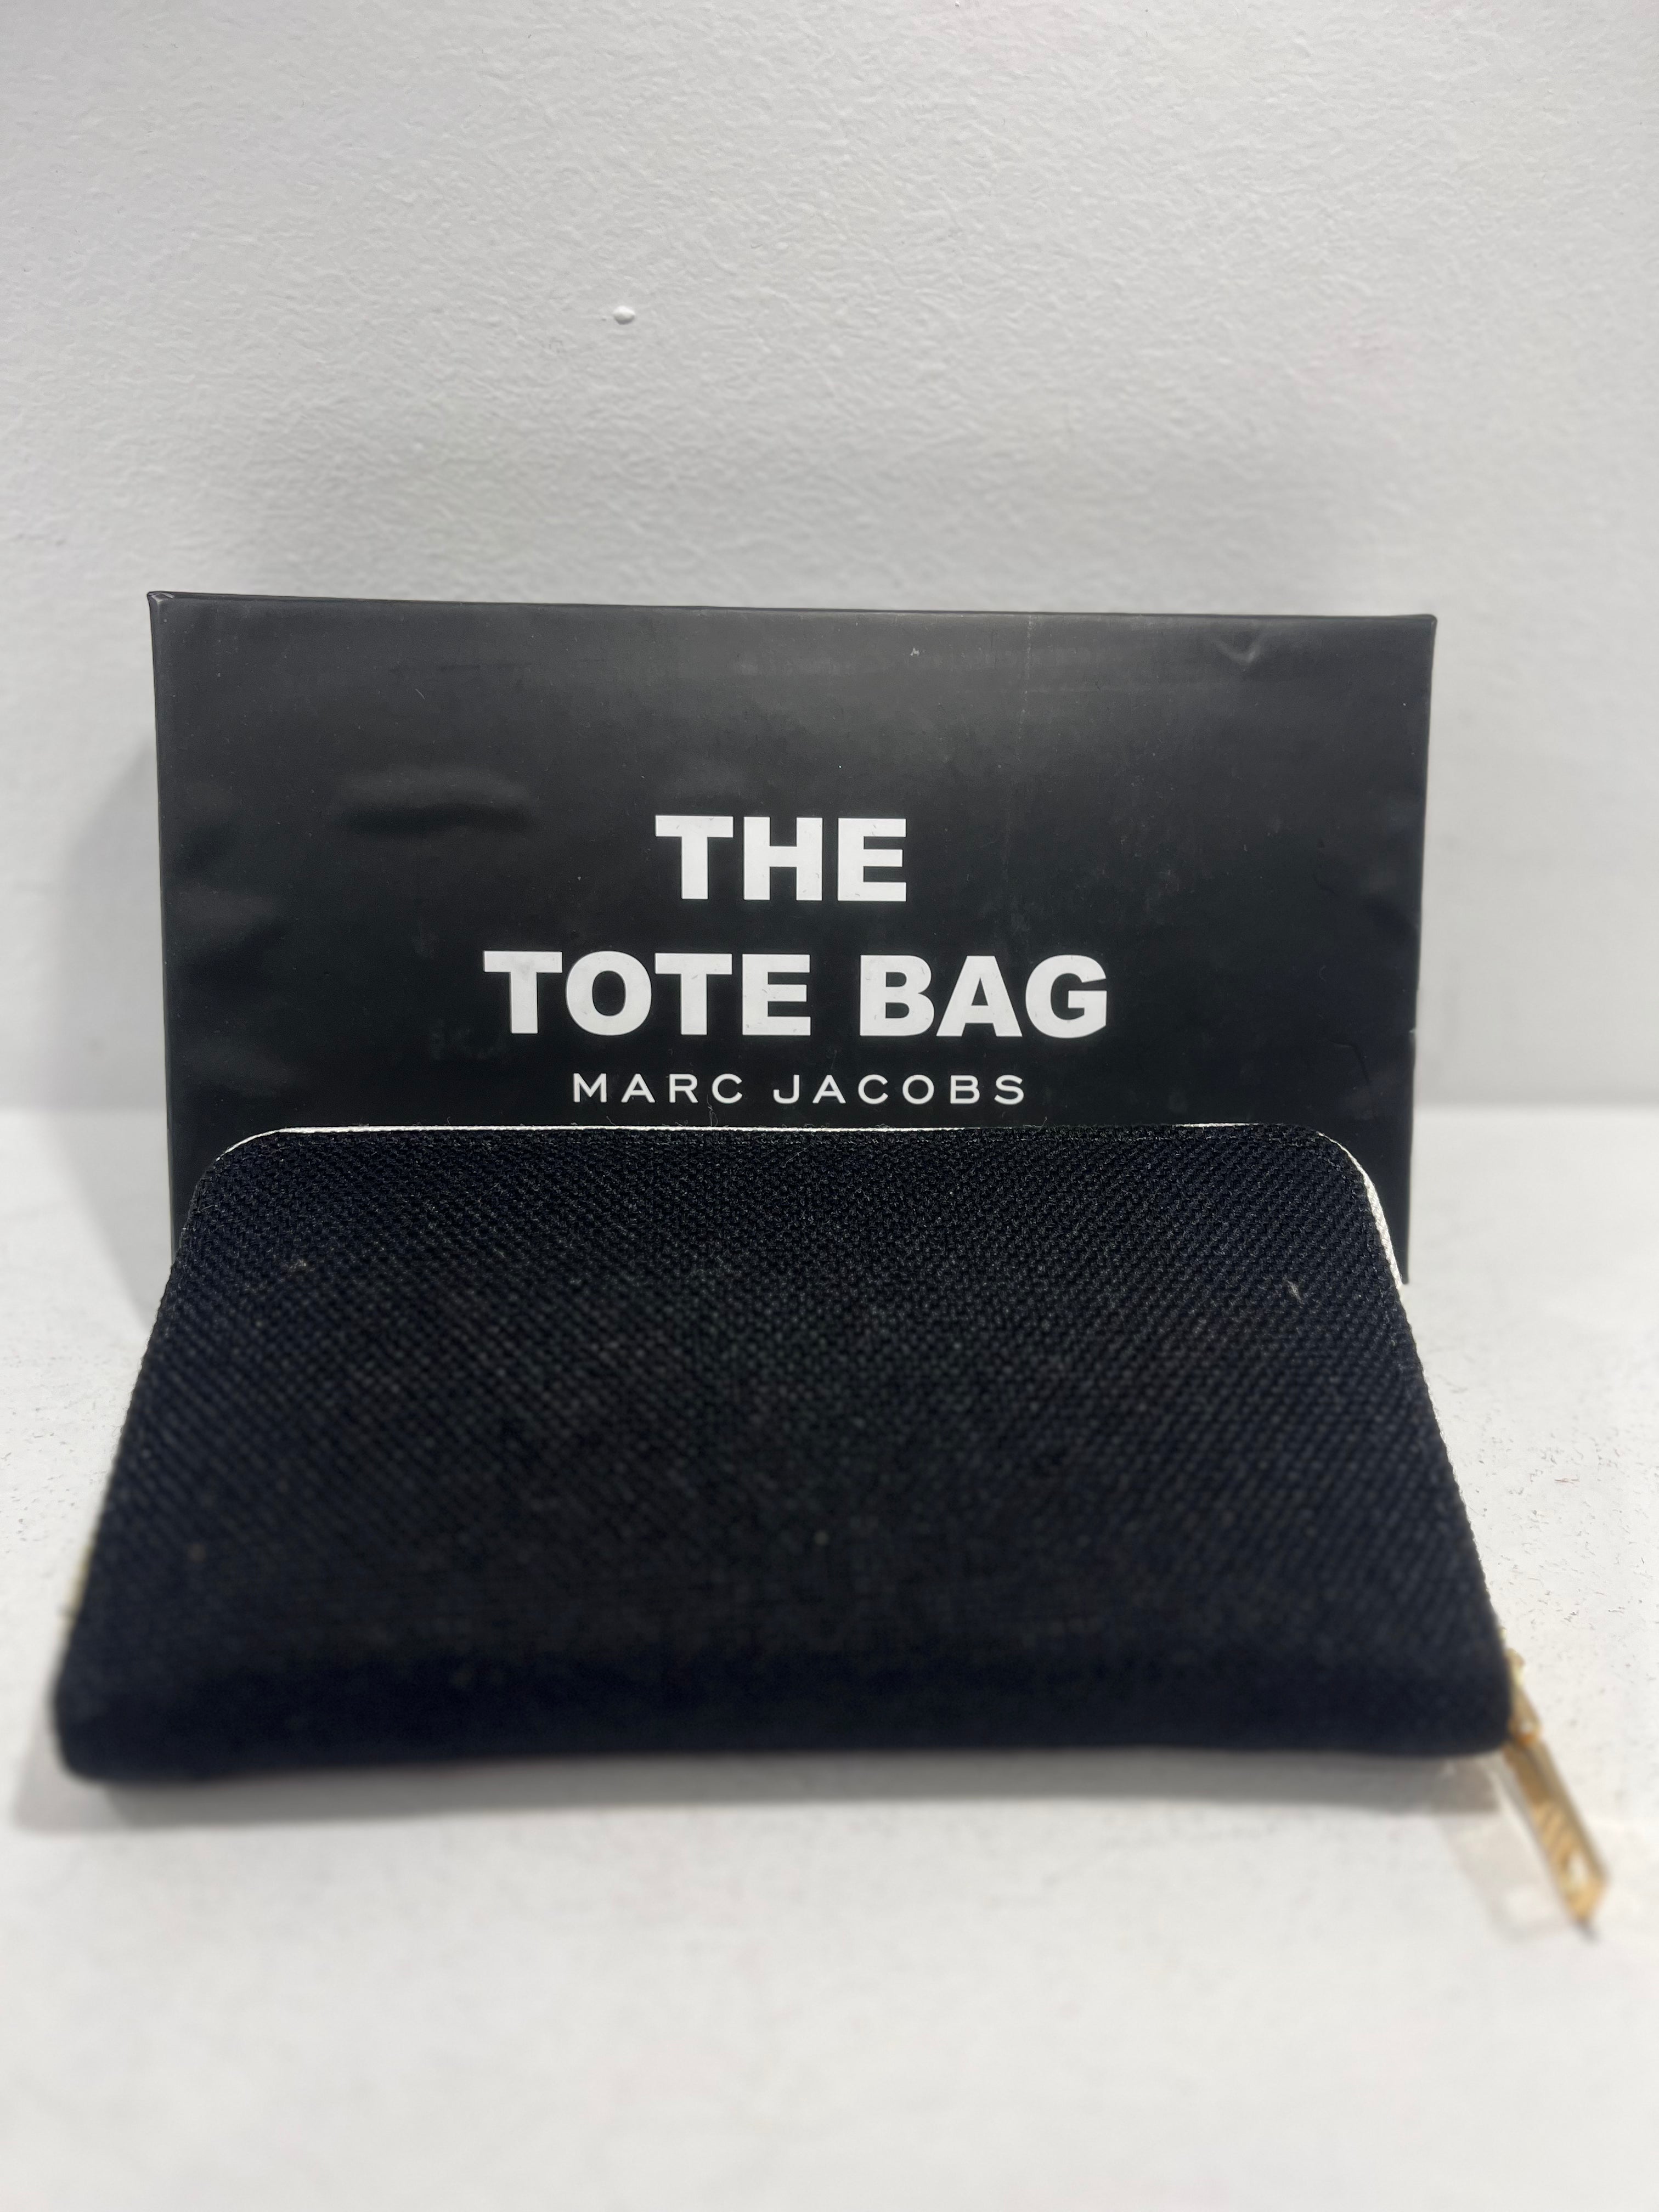 THE
TOTE BAG
MARC JACOBS